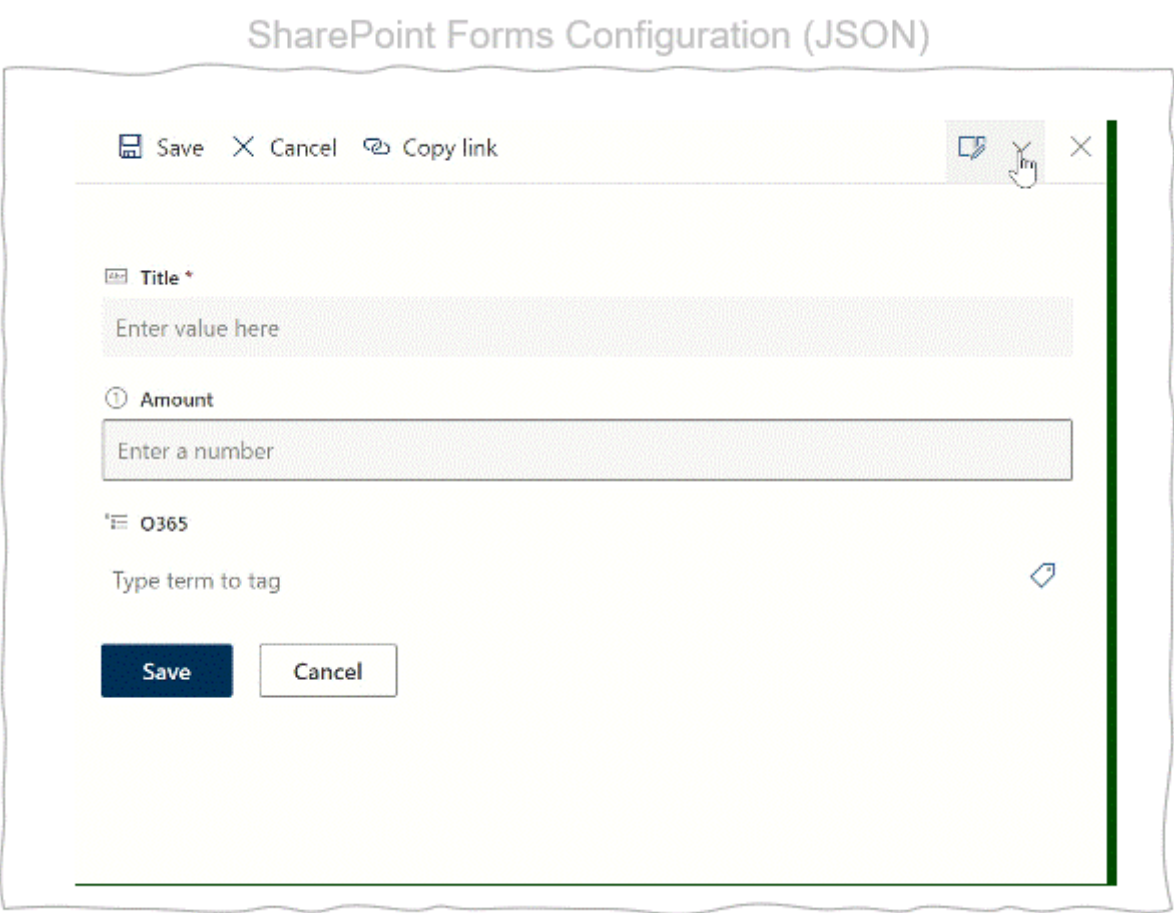 SharePoint Forms Configuration (JSON)
Save Cancel Copy link
Title *
Enter value here
Amount
Enter a number
O365
Type term to tag
Save Cancel